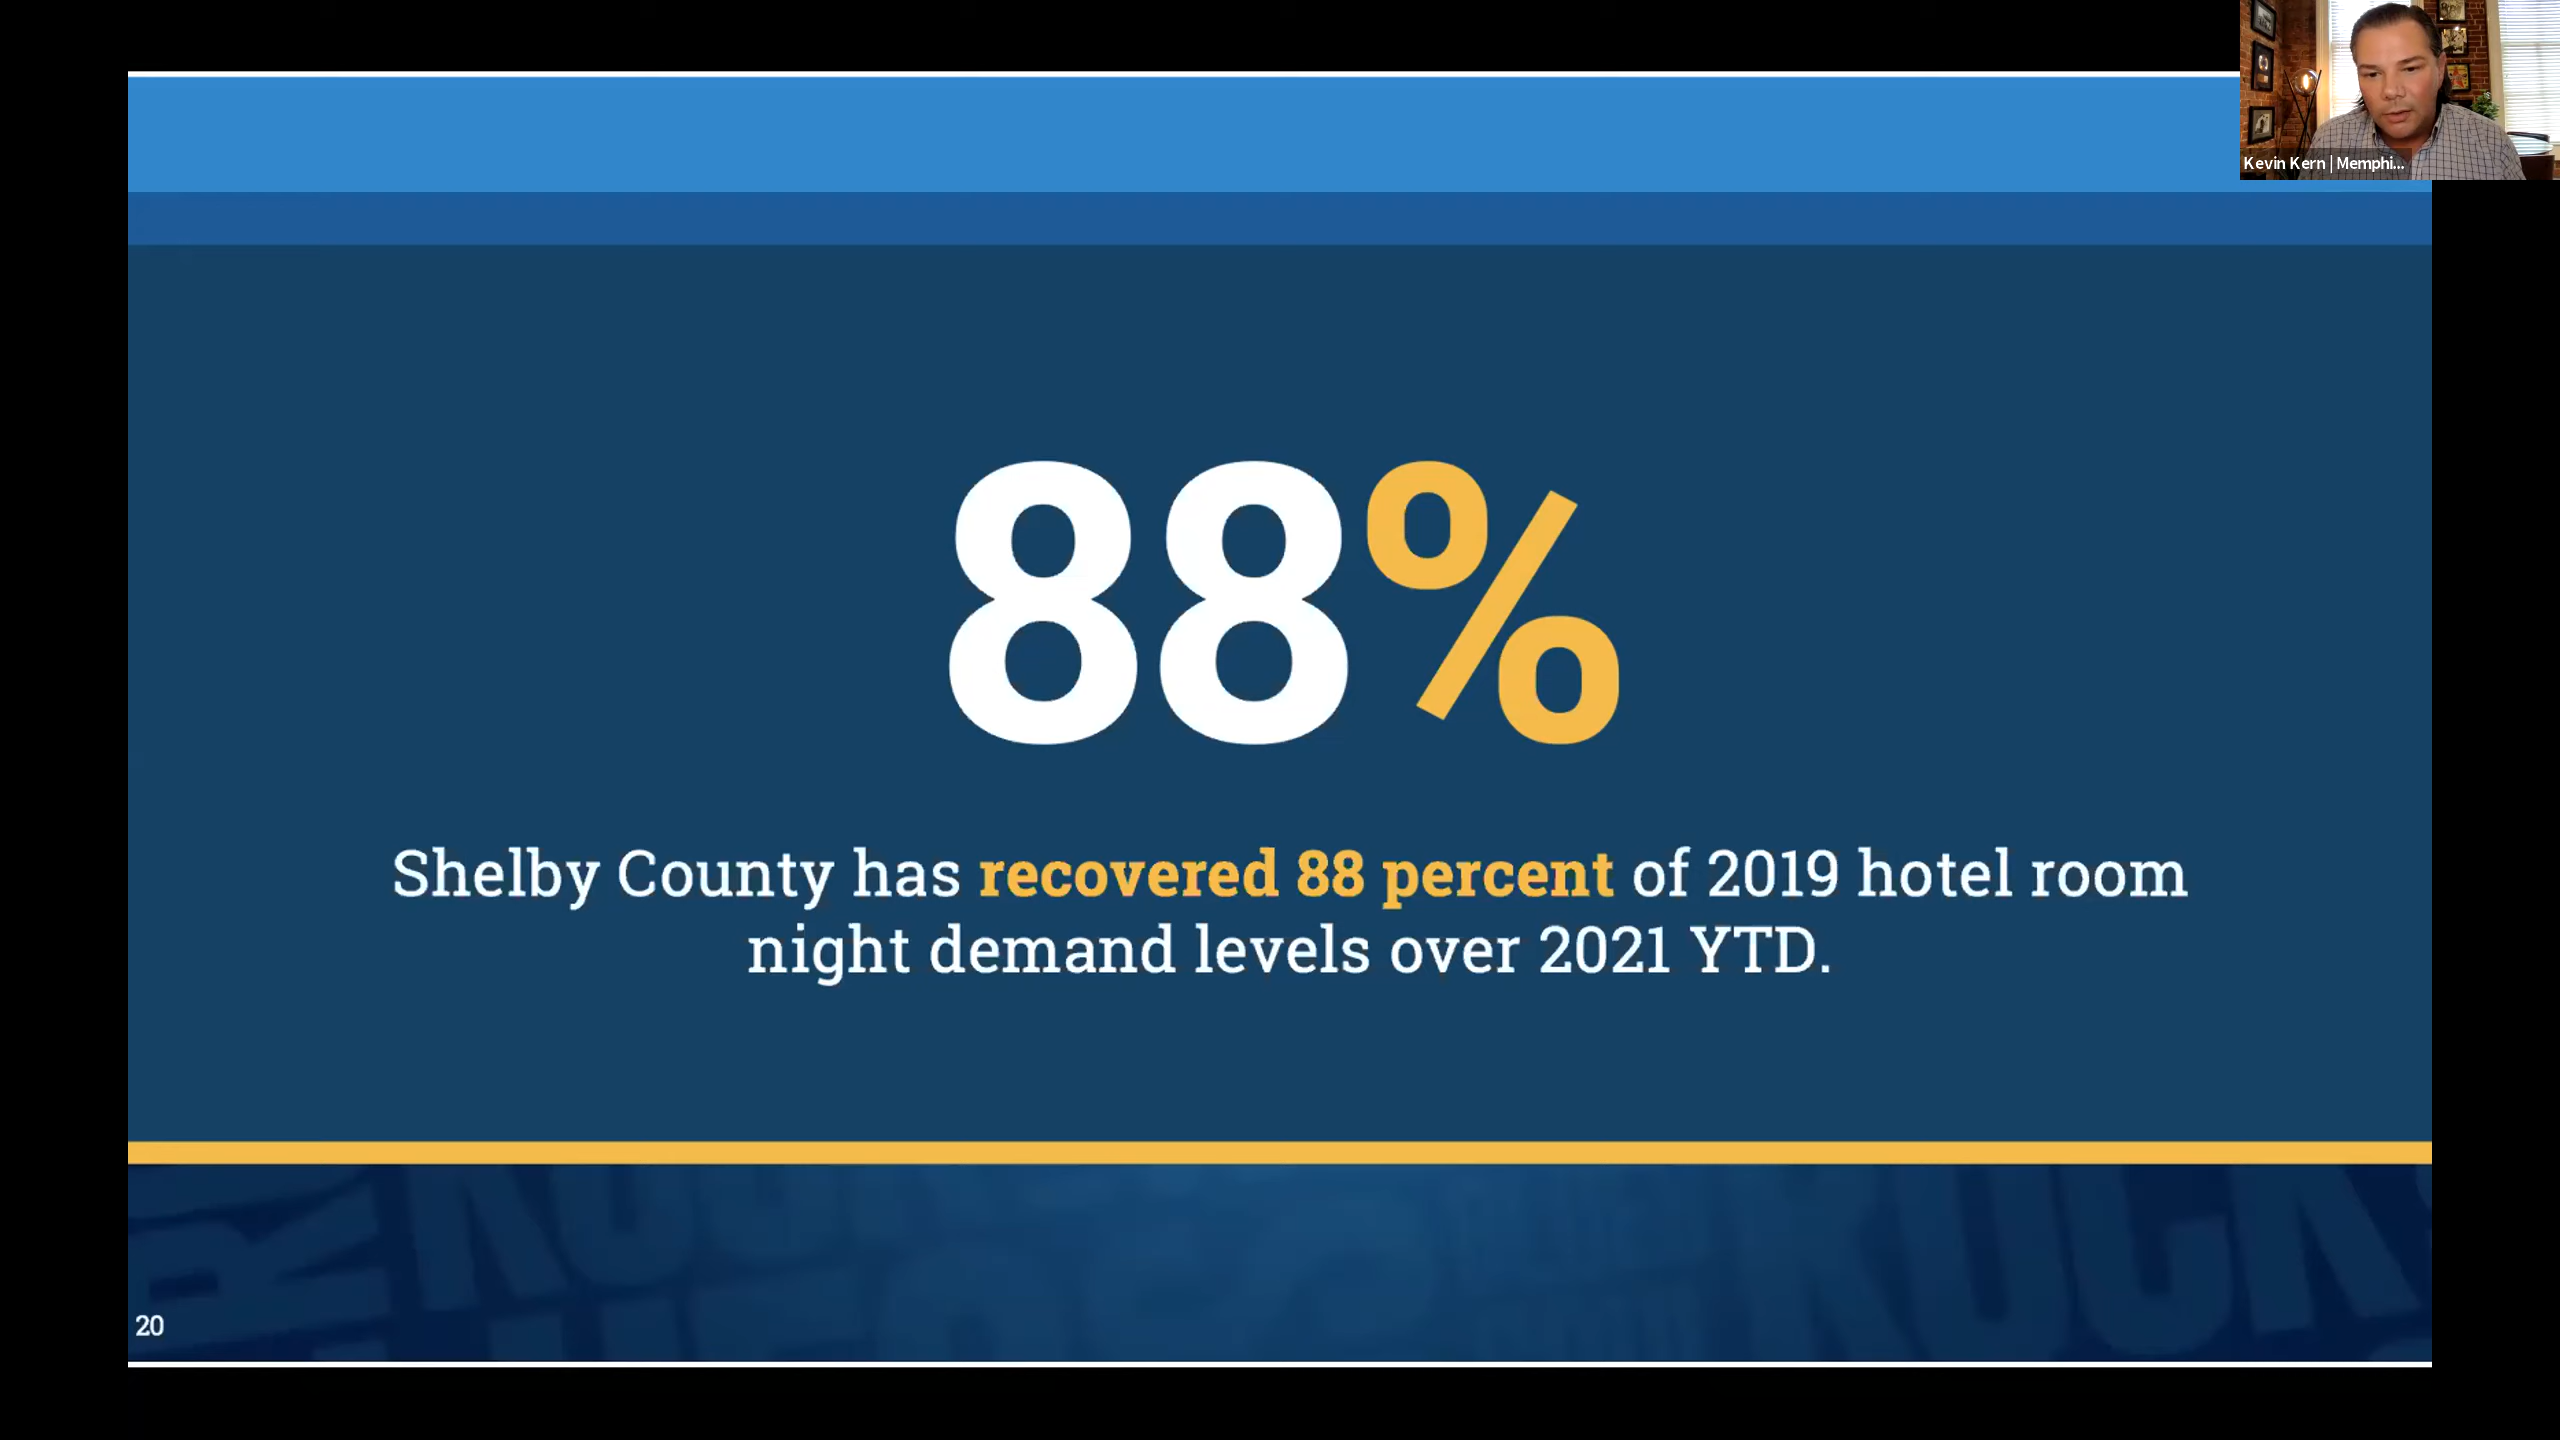 Kevin Kern | Memphi...
88%
Shelby County has recovered 88 percent of 2019 hotel room
night demand levels over 2021 YTD.
ROCK
20